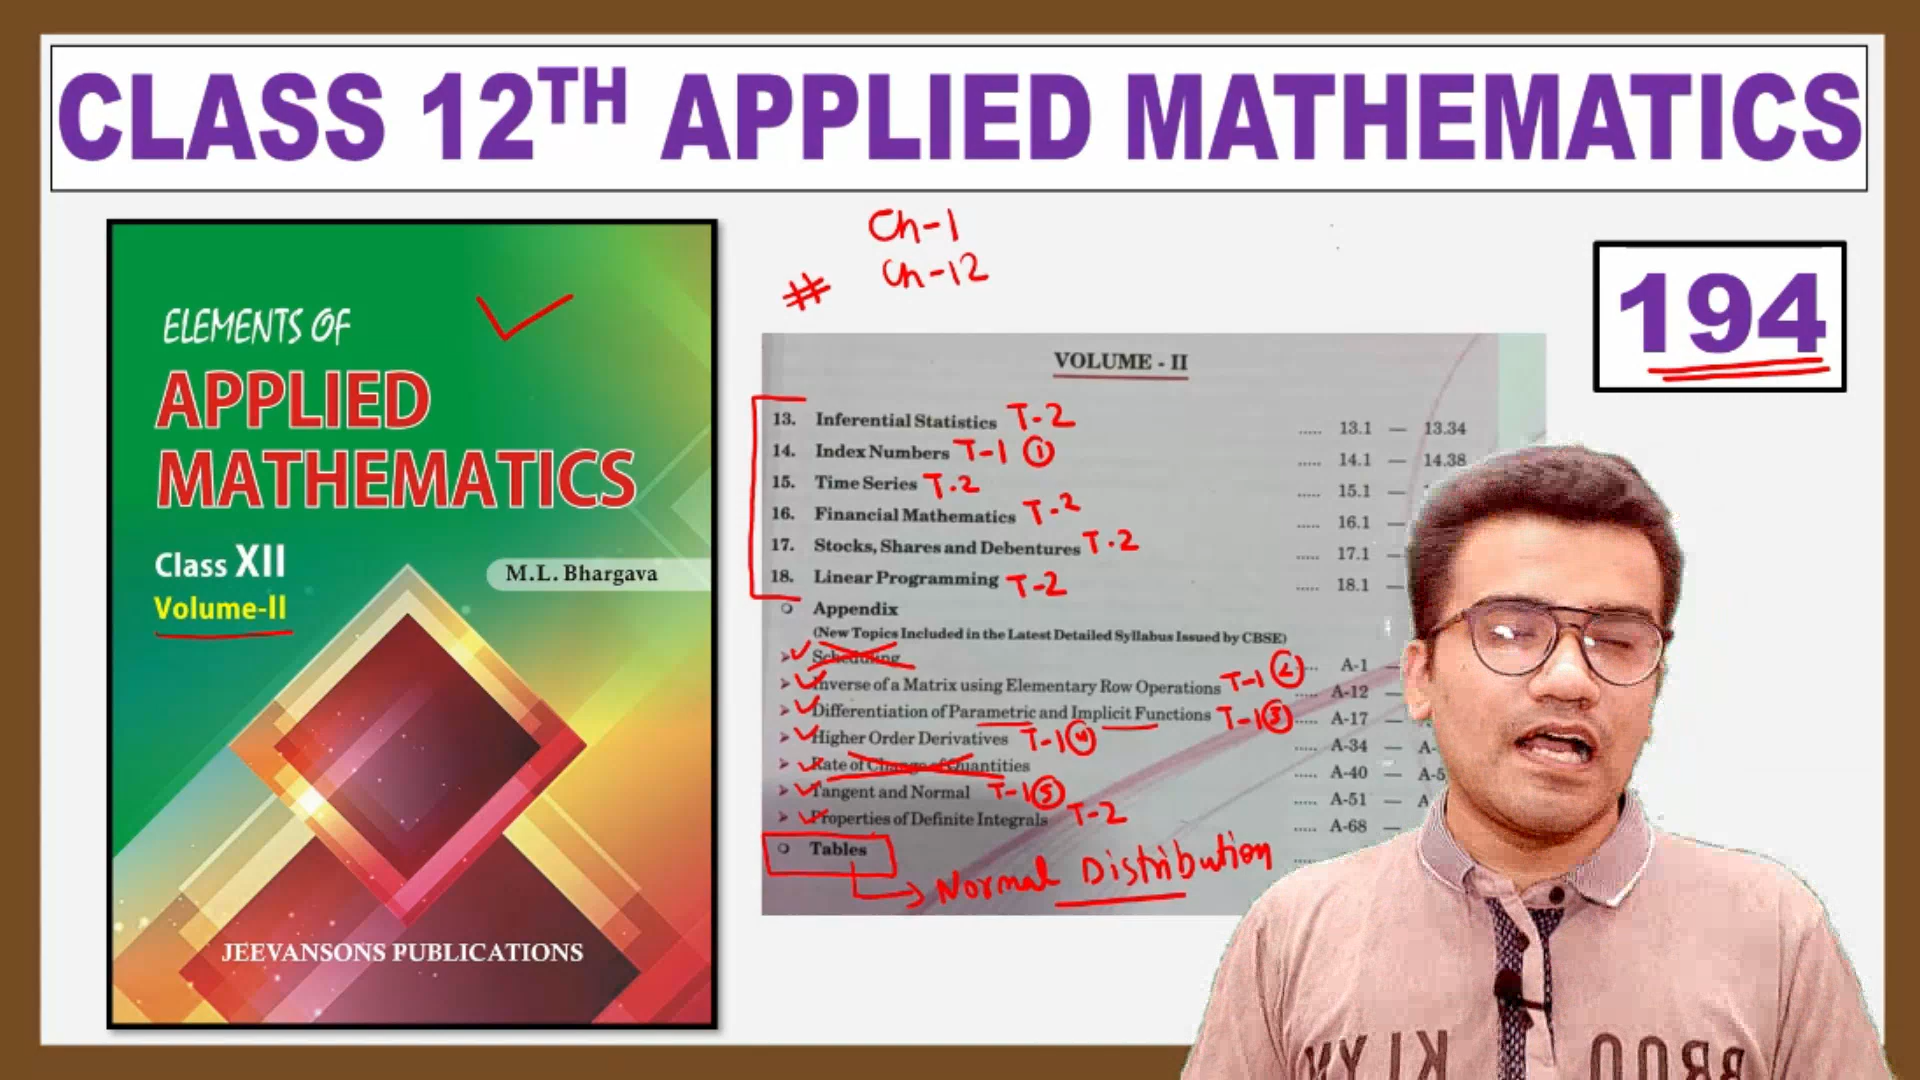 CLASS 12TH APPLIED MATHEMATICS
Ch-1
# Ch-12
194
ELEMENTS OF
APPLIED
MATHEMATICS
Class XII
Volume-II
M.L. Bhargava
JEEVANSONS PUBLICATIONS
VOLUME - II
13. Inferential Statistics T-2 ..... 13.1 — 13.34
14. Index Numbers T-1 ① ..... 14.1 — 14.38
15. Time Series T-2 ..... 15.1 —
16. Financial Mathematics T-2 ..... 16.1 —
17. Stocks, Shares and Debentures T-2 ..... 17.1 —
18. Linear Programming T-2 ..... 18.1 —
Appendix
(New Topics Included in the Latest Detailed Syllabus Issued by CBSE)
Scheduling ..... A-1 —
Inverse of a Matrix using Elementary Row Operations T-1 ② ..... A-12 —
Differentiation of Parametric and Implicit Functions T-1 ③ ..... A-17 —
Higher Order Derivatives T-1 ④ ..... A-34 — A-
Rate of Change of Quantities ..... A-40 — A-5
Tangent and Normal T-1 ⑤ ..... A-51 — A
Properties of Definite Integrals T-2 ..... A-68 —
Tables
Normal Distribution